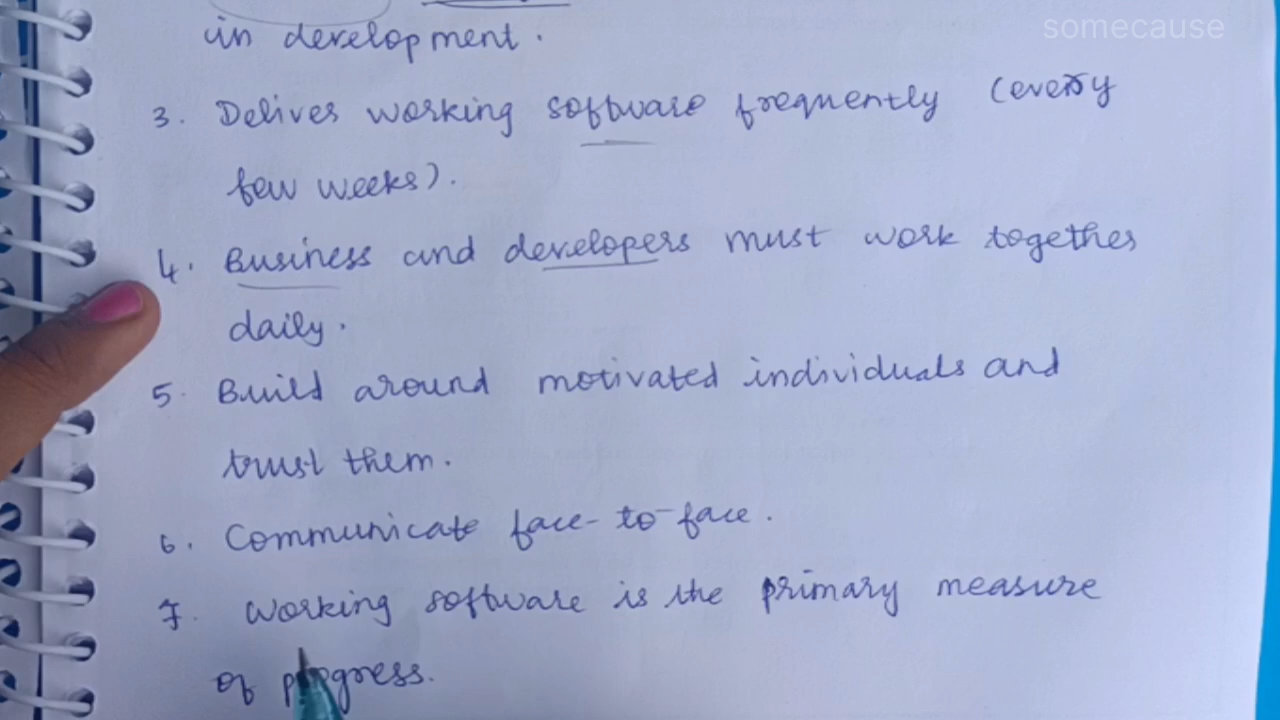 somecause
in development.
3. Deliver working software frequently (every
few weeks).
4. Business and developers must work together
daily.
5. Build around motivated individuals and
trust them.
6. Communicate face-to-face.
7. Working software is the primary measure
of progress.